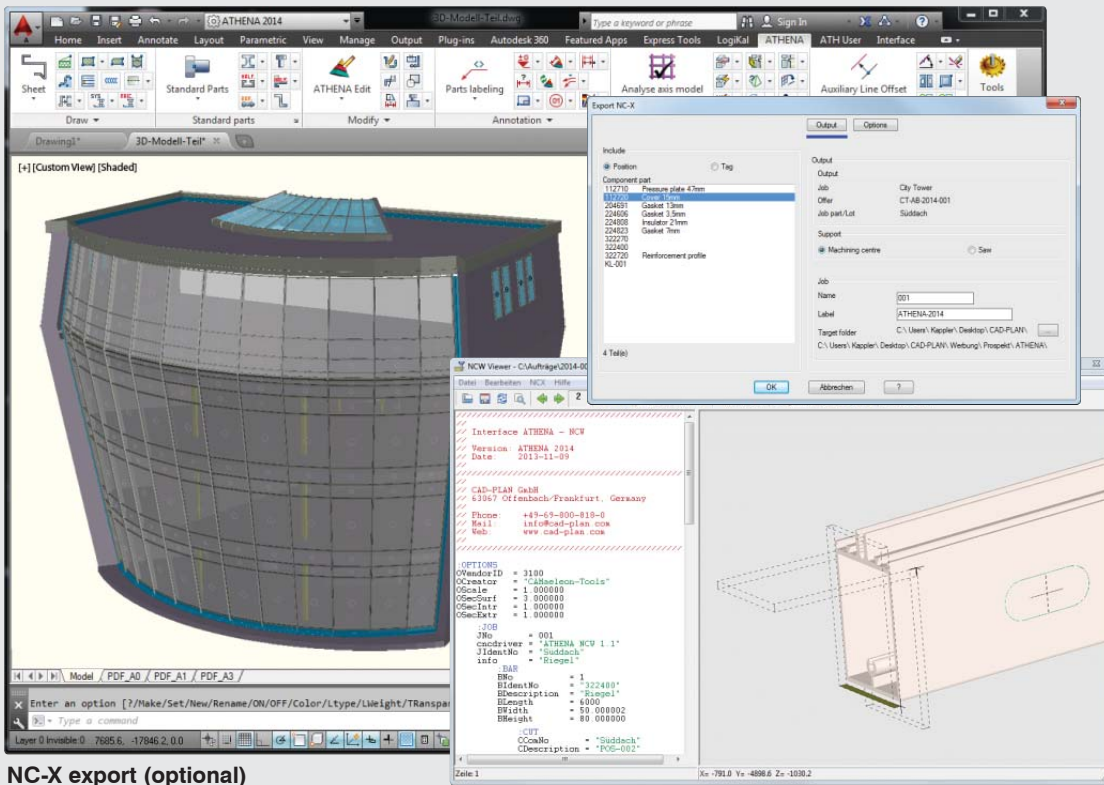 ATHENA 2014
3D-Modell-Teil.dwg
Type a keyword or phrase
Sign In
Home Insert Annotate Layout Parametric View Manage Output Plug-ins Autodesk 360 Featured Apps Express Tools LogiKal ATHENA ATH User Interface
Sheet
Standard Parts
ATHENA Edit
Parts labeling
Analyse axis model
Auxiliary Line Offset
Tools
Draw
Standard parts
Modify
Annotation
Drawing1*
3D-Modell-Teil*
[+] [Custom View] [Shaded]
Export NC-X
Output Options
Include
Position Tag
Component part
112710 Pressure plate 47mm
112720 Cover 15mm
204691 Gasket 13mm
224606 Gasket 3,5mm
224808 Insulator 21mm
224823 Gasket 7mm
322270
322400
322720 Reinforcement profile
KL-001
4 Teil(e)
Output
Output
Job City Tower
Offer CT-AB-2014-001
Job part/Lot Süddach
Support
Machining centre Saw
Job
Name 001
Label ATHENA-2014
Target folder C:\ Users\ Kappler\ Desktop\ CAD-PLAN\ ...
C:\ Users\ Kappler\ Desktop\ CAD-PLAN\ Werbung\ Prospekt\ ATHENA\
OK Abbrechen ?
NCW Viewer - C:\Aufträge\2014-00
Datei Bearbeiten NCX Hilfe
2
// Interface ATHENA - NCW
// Version: ATHENA 2014
// Date: 2013-11-09
// CAD-PLAN GmbH
// 63067 Offenbach/Frankfurt, Germany
// Phone: +49-69-800-818-0
// Mail: info@cad-plan.com
// Web: www.cad-plan.com
:OPTIONS
OVendorID = 3100
OCreator = "CAMaeleon-Tools"
OScale = 1.000000
OSecSurf = 3.000000
OSecIntr = 1.000000
OSecExtr = 1.000000
:JOB
JNo = 001
cncdriver = "ATHENA NCW 1.1"
JIdentNo = "Süddach"
info = "Riegel"
:BAR
BNo = 1
BIdentNo = "322400"
BDescription = "Riegel"
BLength = 6000
BWidth = 50.000002
BHeight = 80.000000
:CUT
CComNo = "Süddach"
CDescription = "POS-002"
Zeile: 1
X= -791.0 Y= -4898.6 Z= -1030.2
Model PDF_A0 PDF_A1 PDF_A3
Enter an option [?/Make/Set/New/Rename/ON/OFF/Color/Ltype/LWeight/TRanspar
Type a command
Layer 0 Invisible:0 7685.6, -17846.2, 0.0
NC-X export (optional)